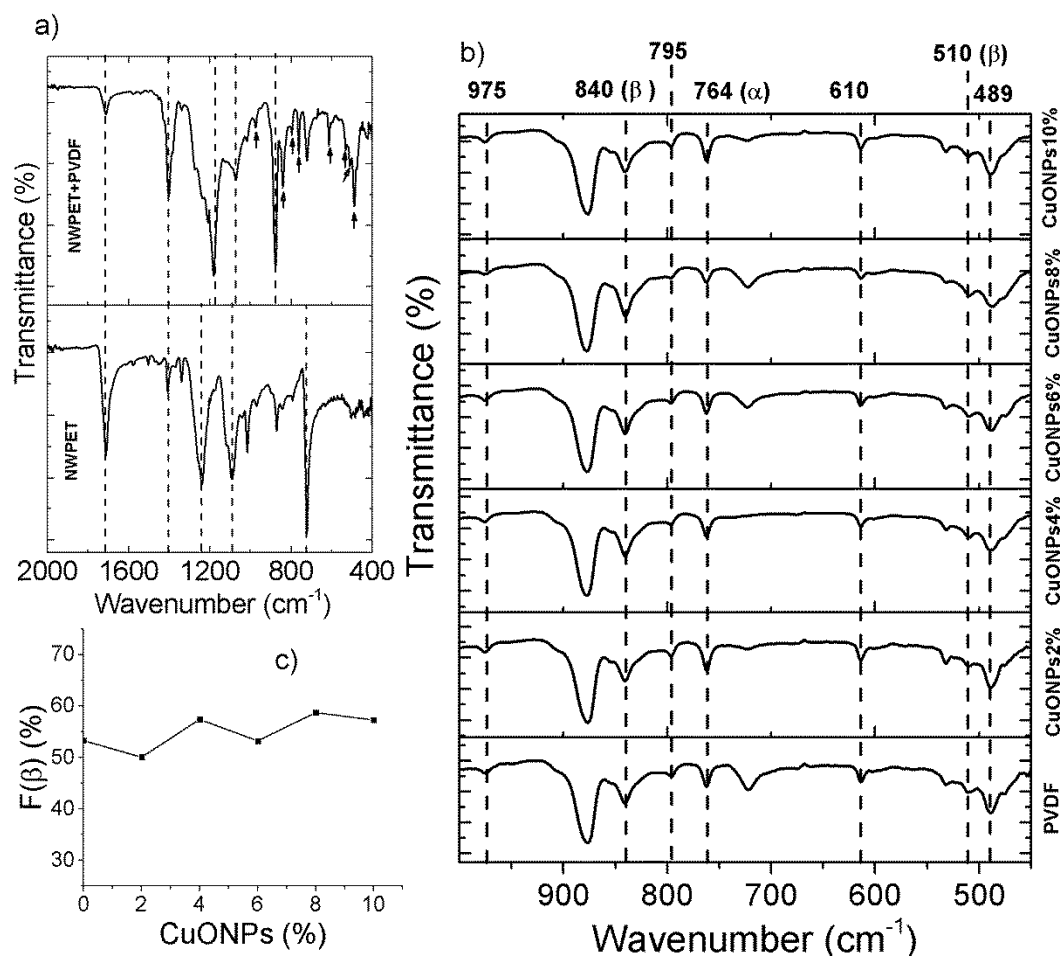 a)
NWPET+PVDF
NWPET
Transmittance (%)
2000 1600 1200 800 400
Wavenumber (cm⁻¹)
b)
795
510 (β)
975
840 (β )
764 (α)
610
489
CuONPs10%
CuONPs8%
CuONPs6%
CuONPs4%
CuONPs2%
PVDF
Transmittance (%)
900 800 700 600 500
Wavenumber (cm⁻¹)
c)
70
60
50
40
30
F(β) (%)
0 2 4 6 8 10
CuONPs (%)